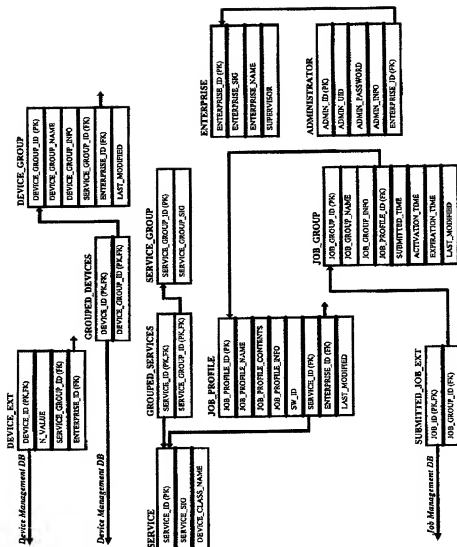 Device Management DB
DEVICE_EXT
DEVICE_ID (PK,FK)
N_VALUE
SERVICE_GROUP_ID (FK)
ENTERPRISE_ID (FK)
Device Management DB
GROUPED_DEVICES
DEVICE_ID (PK,FK)
DEVICE_GROUP_ID (PK,FK)
DEVICE_GROUP
DEVICE_GROUP_ID (PK)
DEVICE_GROUP_NAME
DEVICE_GROUP_INFO
SERVICE_GROUP_ID (FK)
ENTERPRISE_ID (FK)
LAST_MODIFIED
SERVICE
SERVICE_ID (PK)
SERVICE_SIG
DEVICE_CLASS_NAME
GROUPED_SERVICES
SERVICE_ID (PK,FK)
SERVICE_GROUP_ID (PK,FK)
SERVICE_GROUP
SERVICE_GROUP_ID (PK)
SERVICE_GROUP_SIG
JOB_PROFILE
JOB_PROFILE_ID (PK)
JOB_PROFILE_NAME
JOB_PROFILE_CONTENTS
JOB_PROFILE_INFO
SW_ID
SERVICE_ID (FK)
ENTERPRISE_ID (FK)
LAST_MODIFIED
ENTERPRISE
ENTERPRISE_ID (PK)
ENTERPRISE_SIG
ENTERPRISE_NAME
SUPERVISOR
ADMINISTRATOR
ADMIN_ID (PK)
ADMIN_UID
ADMIN_PASSWORD
ADMIN_INFO
ENTERPRISE_ID (FK)
Job Management DB
SUBMITTED_JOB_EXT
JOB_ID (PK,FK)
JOB_GROUP_ID (FK)
JOB_GROUP
JOB_GROUP_ID (PK)
JOB_GROUP_NAME
JOB_GROUP_INFO
JOB_PROFILE_ID (FK)
SUBMITTED_TIME
ACTIVATION_TIME
EXPIRATION_TIME
LAST_MODIFIED